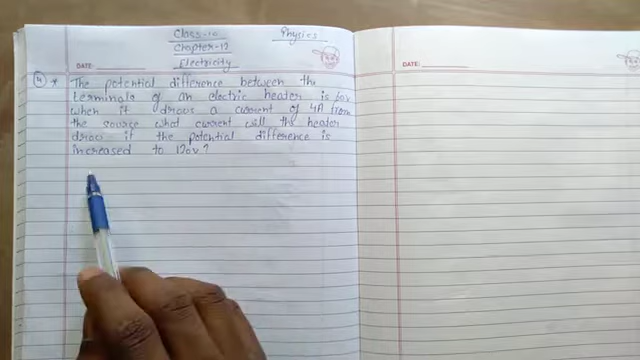 Class-10 Physics
Chapter-12
DATE: Electricity DATE:
4 * The potential difference between the
terminals of an electric heater is 60v
when it draws a current of 4A from
the source what current will the heater
draw if the potential difference is
increased to 120v?